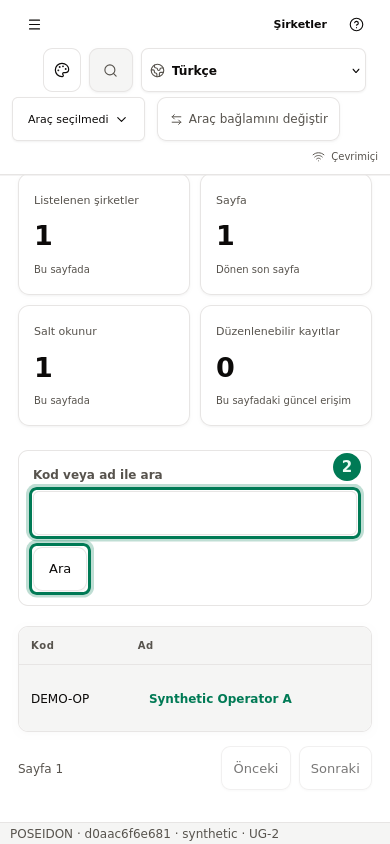 Şirketler
Türkçe
Araç seçilmedi
Araç bağlamını değiştir
Çevrimiçi
Listelenen şirketler
1
Bu sayfada
Sayfa
1
Dönen son sayfa
Salt okunur
1
Bu sayfada
Düzenlenebilir kayıtlar
0
Bu sayfadaki güncel erişim
2
Kod veya ad ile ara
Ara
Kod Ad
DEMO-OP Synthetic Operator A
Sayfa 1
Önceki
Sonraki
POSEIDON · d0aac6f6e681 · synthetic · UG-2